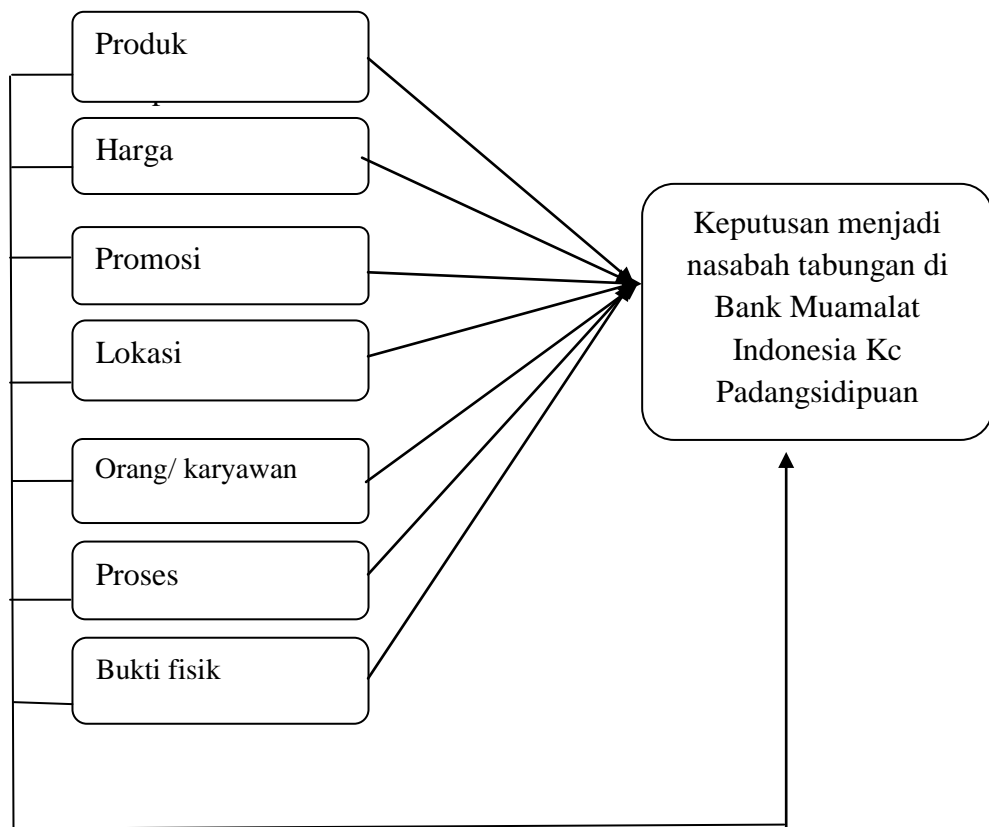 Produk
Harga
Promosi
Lokasi
Orang/ karyawan
Proses
Bukti fisik
Keputusan menjadi
nasabah tabungan di
Bank Muamalat
Indonesia Kc
Padangsidipuan